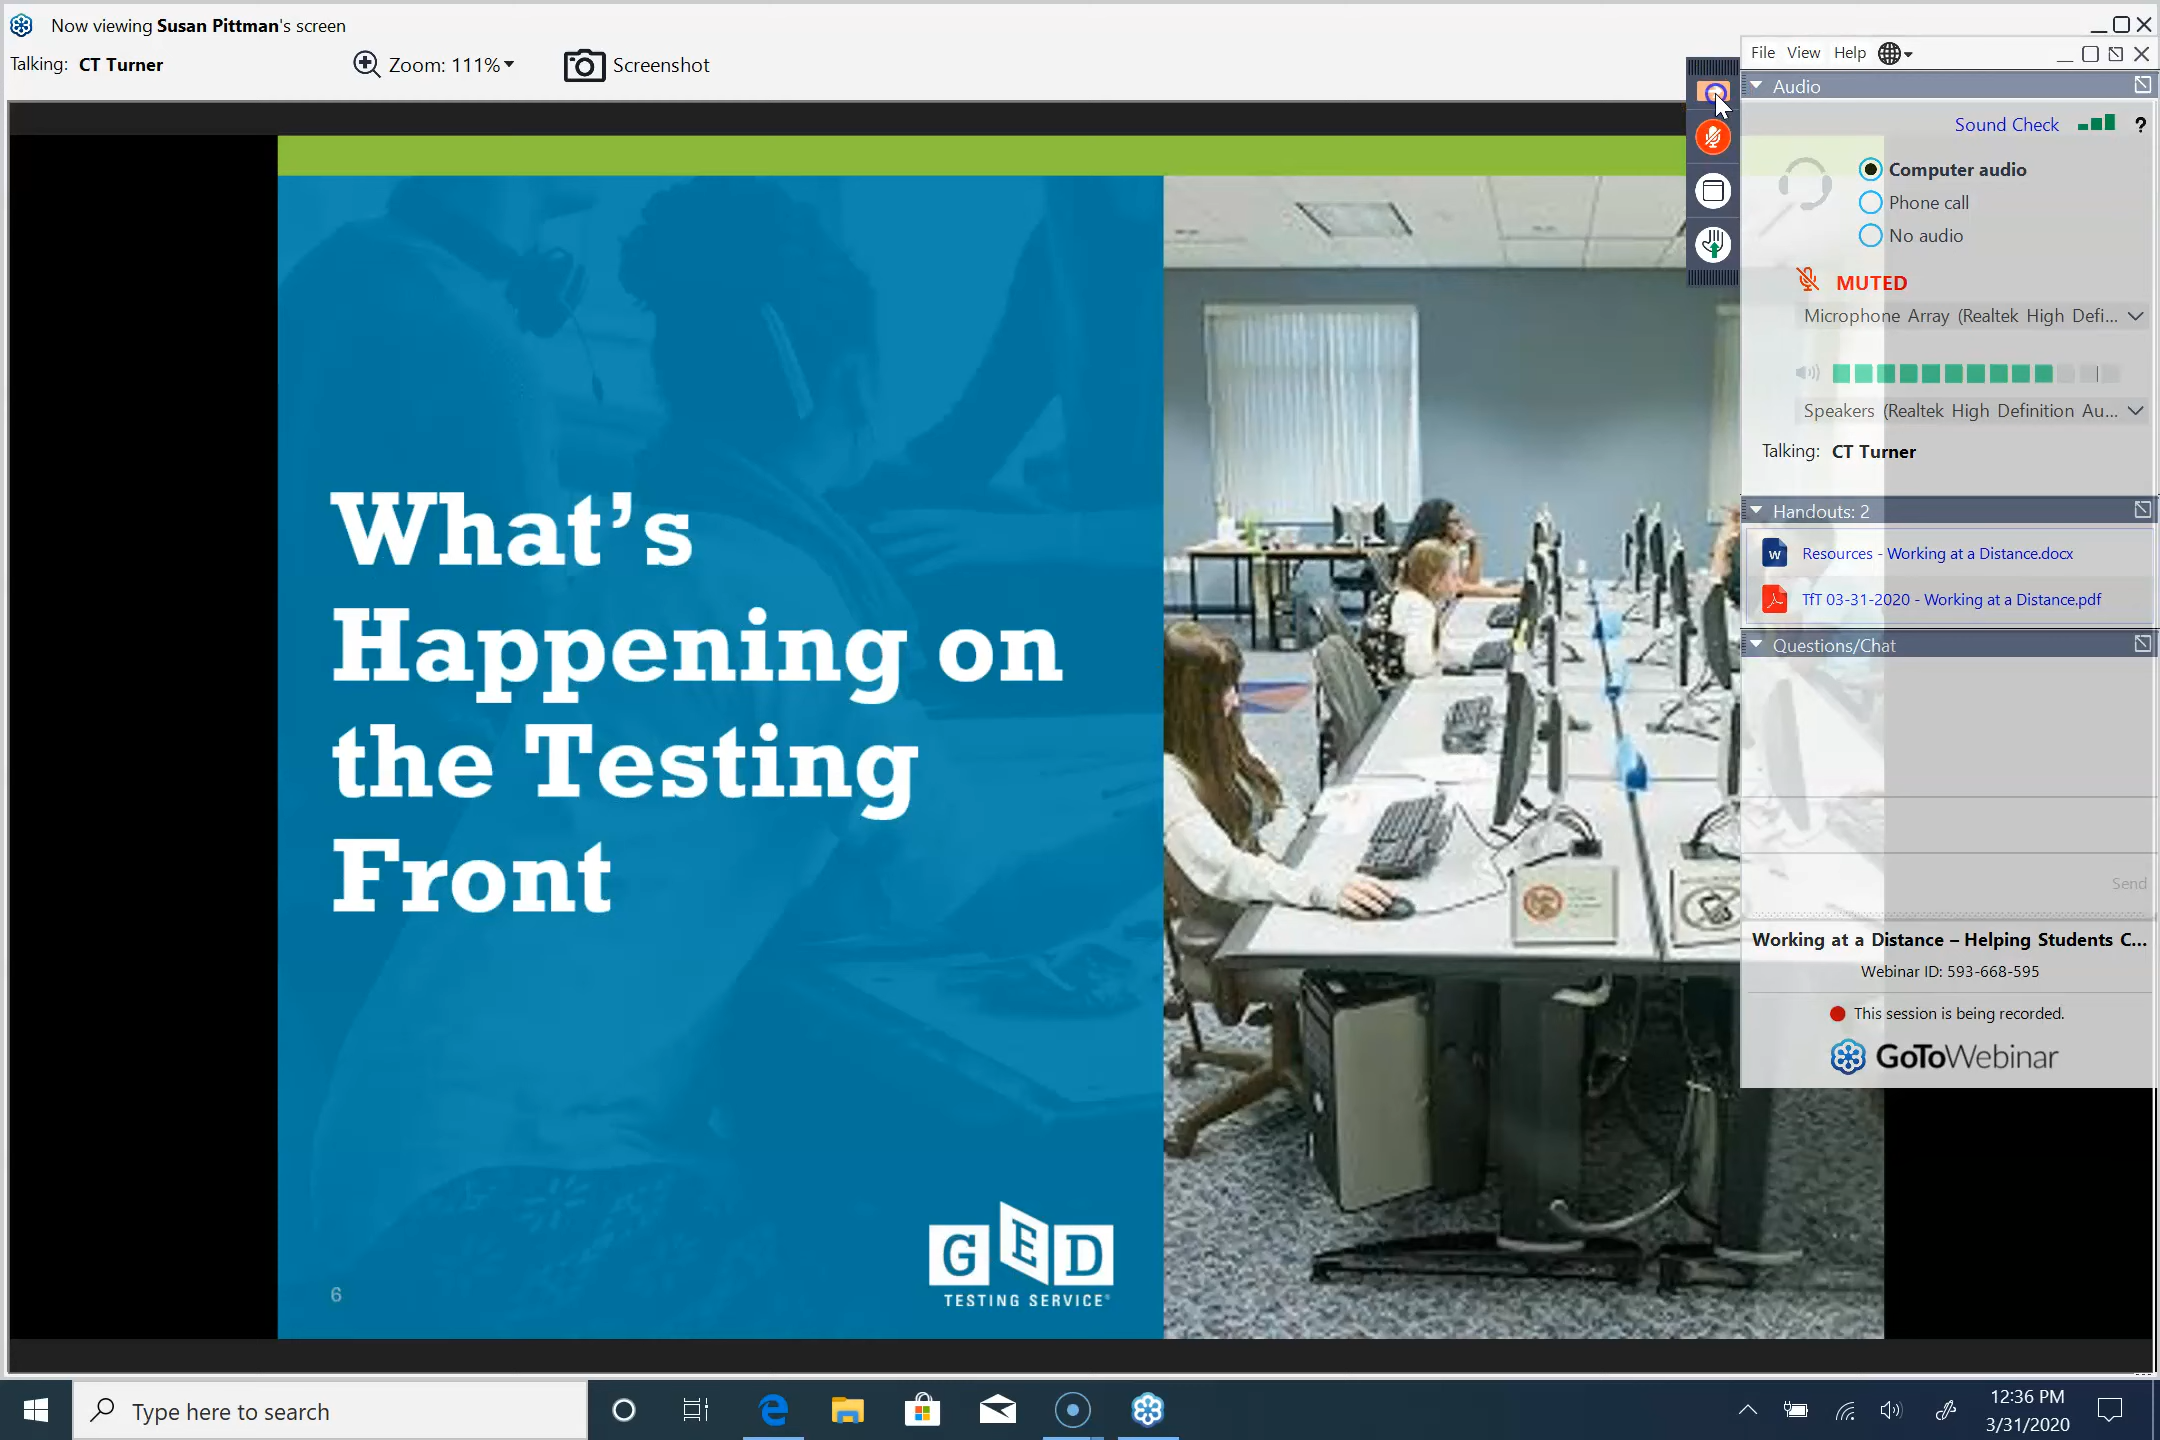 Now viewing Susan Pittman's screen
Talking: CT Turner
Zoom: 111%
Screenshot
File View Help
Audio
Sound Check
?
Computer audio
Phone call
No audio
MUTED
Microphone Array (Realtek High Defi...
Speakers (Realtek High Definition Au...
Talking: CT Turner
Handouts: 2
Resources - Working at a Distance.docx
TfT 03-31-2020 - Working at a Distance.pdf
Questions/Chat
Send
Working at a Distance – Helping Students C...
Webinar ID: 593-668-595
This session is being recorded.
GoToWebinar
What's
Happening on
the Testing
Front
6
GED
TESTING SERVICE®
Type here to search
12:36 PM
3/31/2020